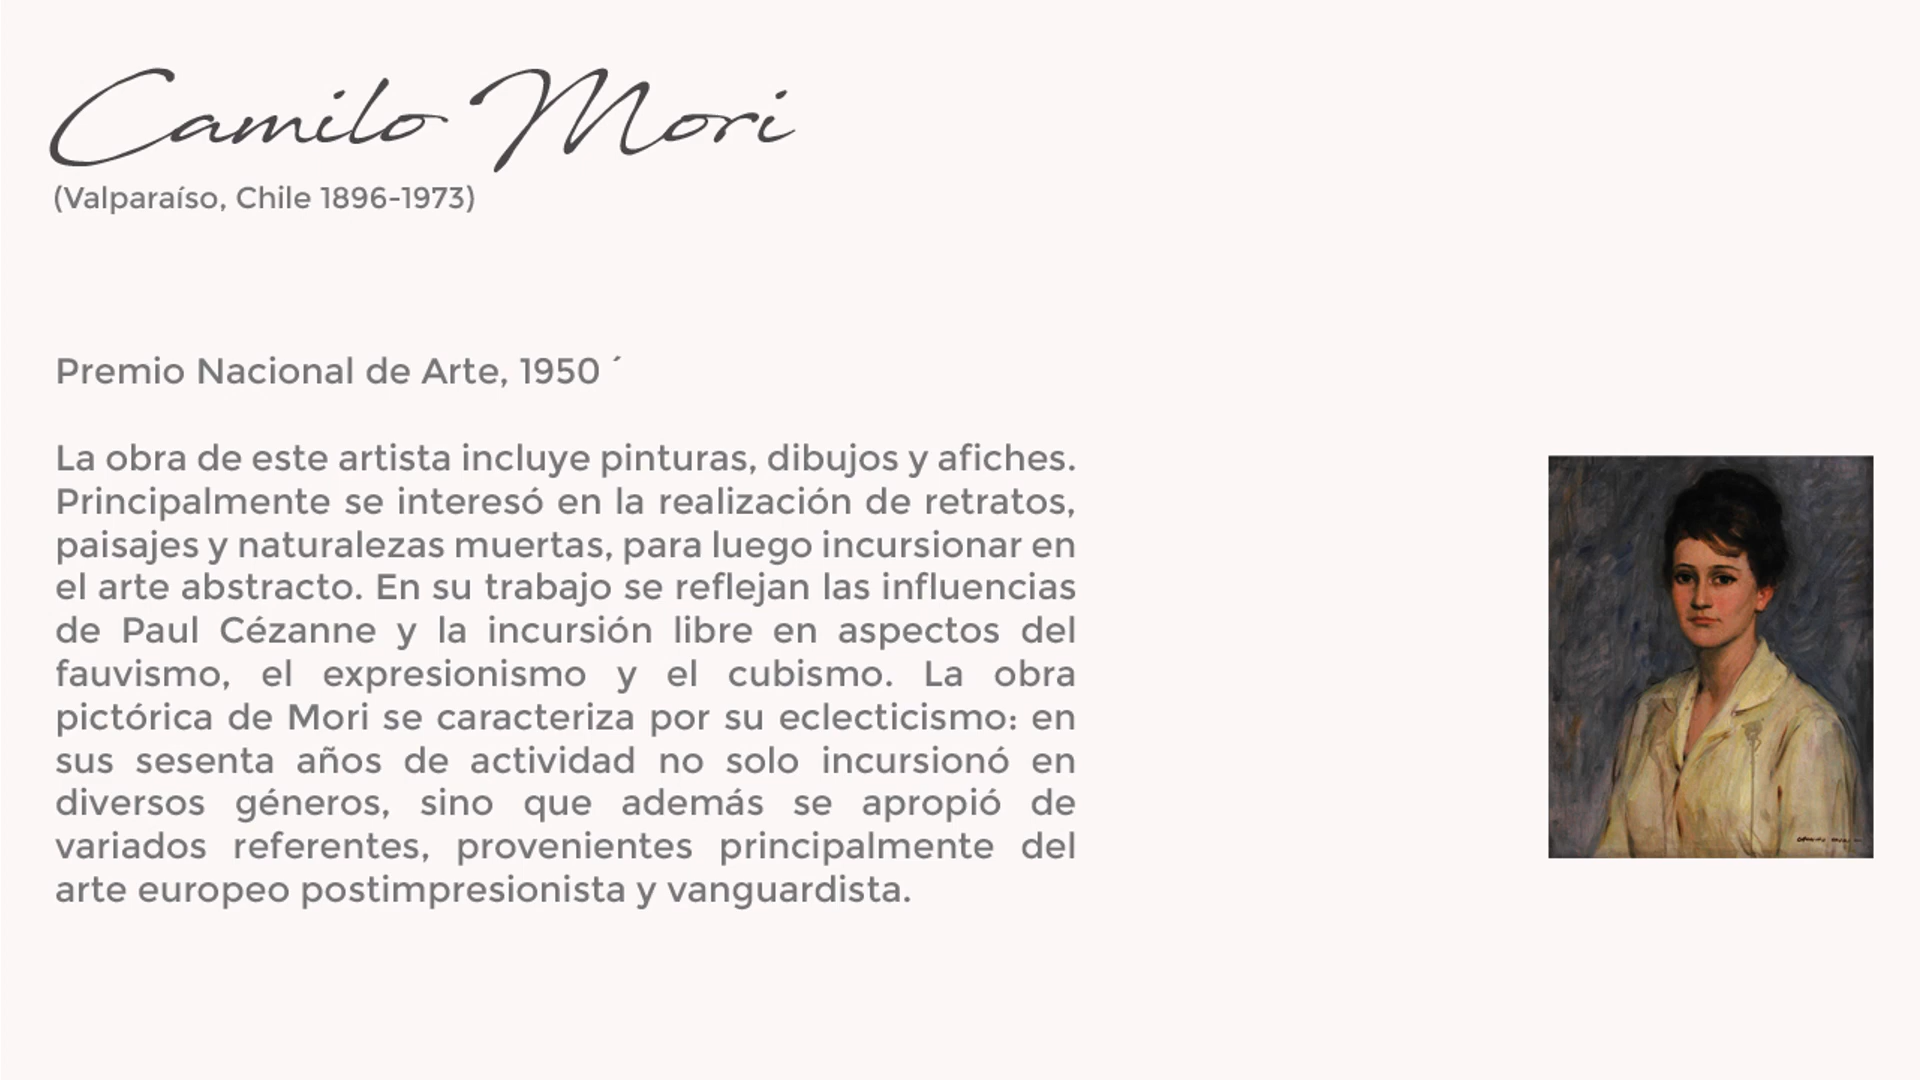 Camilo Mori
(Valparaíso, Chile 1896-1973)
Premio Nacional de Arte, 1950 ´
La obra de este artista incluye pinturas, dibujos y afiches.
Principalmente se interesó en la realización de retratos,
paisajes y naturalezas muertas, para luego incursionar en
el arte abstracto. En su trabajo se reflejan las influencias
de Paul Cézanne y la incursión libre en aspectos del
fauvismo, el expresionismo y el cubismo. La obra
pictórica de Mori se caracteriza por su eclecticismo: en
sus sesenta años de actividad no solo incursionó en
diversos géneros, sino que además se apropió de
variados referentes, provenientes principalmente del
arte europeo postimpresionista y vanguardista.